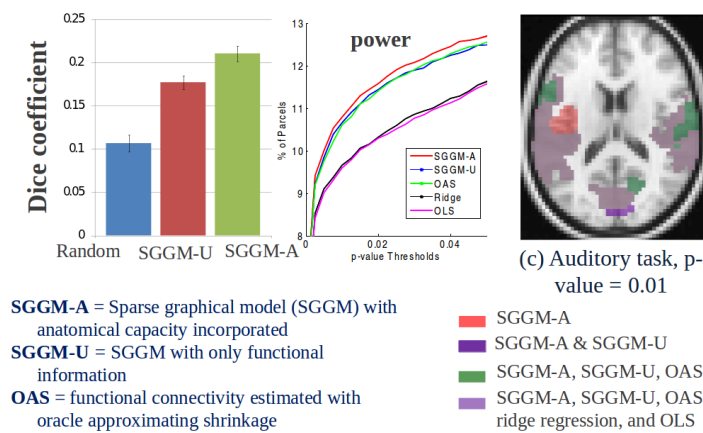 Dice coefficient
0.25
0.2
0.15
0.1
0.05
0
Random
SGGM-U
SGGM-A
power
% of Parcels
13
12
11
10
9
8
0
0.02
0.04
p-value Thresholds
SGGM-A
SGGM-U
OAS
Ridge
OLS
(c) Auditory task, p-
value = 0.01
SGGM-A = Sparse graphical model (SGGM) with
anatomical capacity incorporated
SGGM-U = SGGM with only functional
information
OAS = functional connectivity estimated with
oracle approximating shrinkage
SGGM-A
SGGM-A & SGGM-U
SGGM-A, SGGM-U, OAS
SGGM-A, SGGM-U, OAS
ridge regression, and OLS